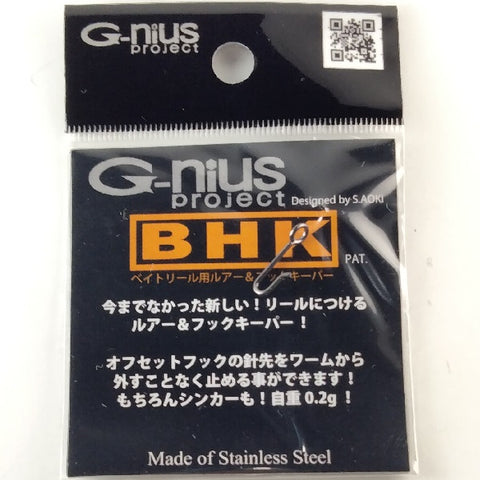 G-nius
project
G-nius
project
Designed by S.AOKI
BHK
PAT.
ベイトリール用ルアー&フックキーパー
今までなかった新しい！リールにつける
ルアー&フックキーパー！
オフセットフックの針先をワームから
外すことなく止める事ができます！
もちろんシンカーも！自重0.2g！
Made of Stainless Steel